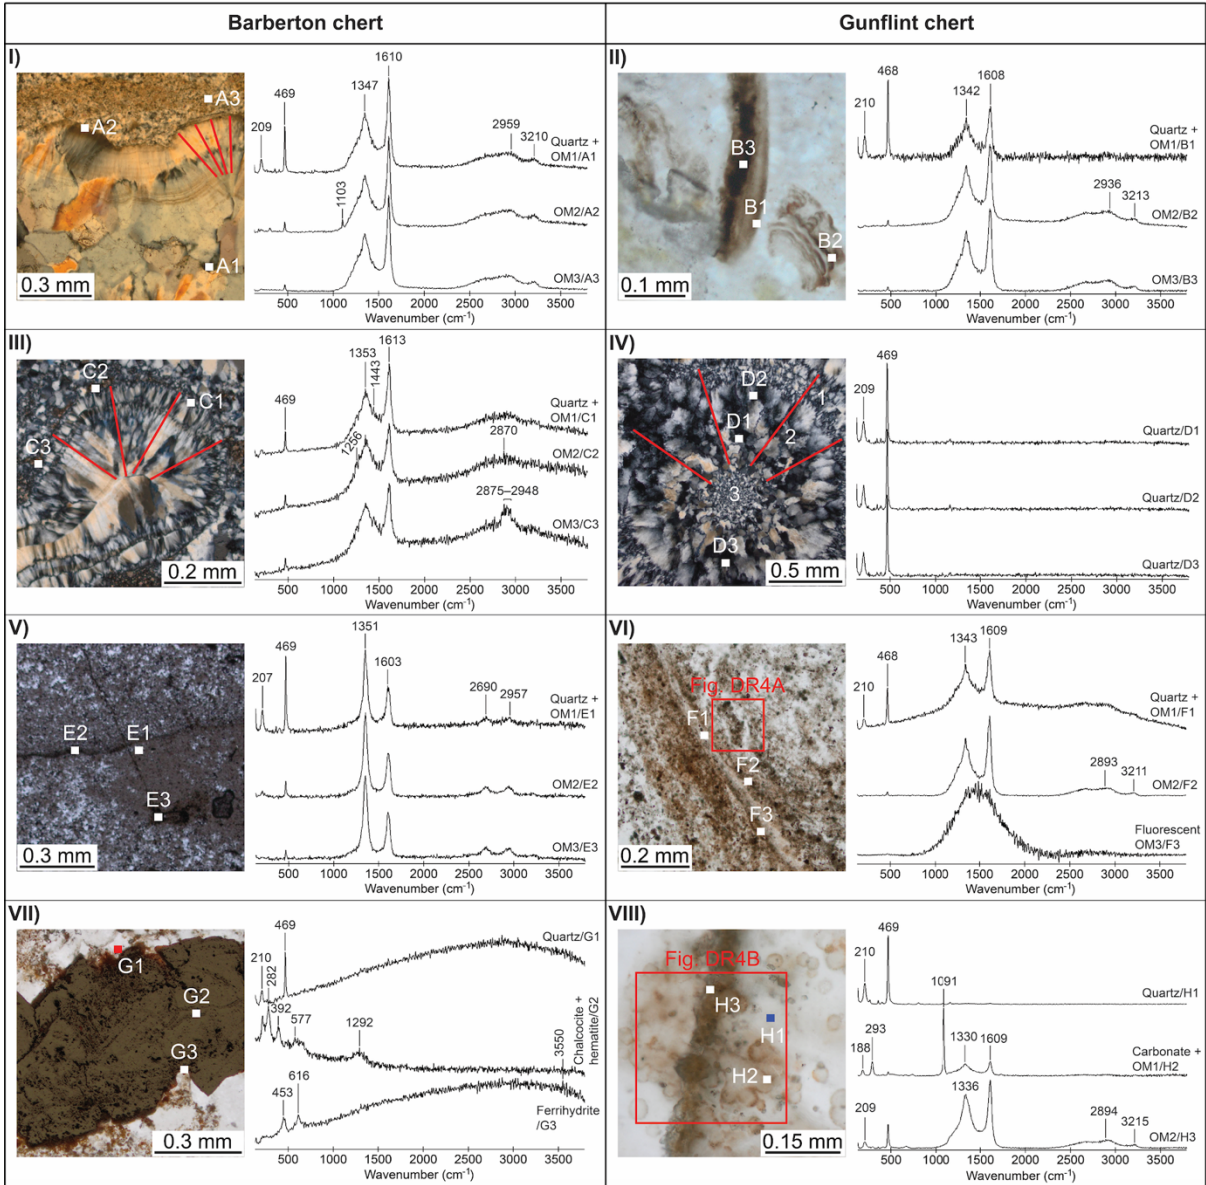 Barberton chert
Gunflint chert
I)
A3
A2
A1
0.3 mm
1610
1347
469
209
2959
3210
Quartz +
OM1/A1
1103
OM2/A2
OM3/A3
500 1000 1500 2000 2500 3000 3500
Wavenumber (cm⁻¹)
II)
B3
B1
B2
0.1 mm
468
1608
1342
210
Quartz +
OM1/B1
2936
3213
OM2/B2
OM3/B3
500 1000 1500 2000 2500 3000 3500
Wavenumber (cm⁻¹)
III)
C2
C1
C3
0.2 mm
1613
1353
1443
469
Quartz +
OM1/C1
1256
2870
OM2/C2
2875–2948
OM3/C3
500 1000 1500 2000 2500 3000 3500
Wavenumber (cm⁻¹)
IV)
D2
1
D1
2
3
D3
0.5 mm
469
209
Quartz/D1
Quartz/D2
Quartz/D3
500 1000 1500 2000 2500 3000 3500
Wavenumber (cm⁻¹)
V)
E2
E1
E3
0.3 mm
1351
469
1603
207
2690
2957
Quartz +
OM1/E1
OM2/E2
OM3/E3
500 1000 1500 2000 2500 3000 3500
Wavenumber (cm⁻¹)
VI)
Fig. DR4A
F1
F2
F3
0.2 mm
1609
1343
468
210
Quartz +
OM1/F1
2893
3211
OM2/F2
Fluorescent
OM3/F3
500 1000 1500 2000 2500 3000 3500
Wavenumber (cm⁻¹)
VII)
G1
G2
G3
0.3 mm
469
210
282
Quartz/G1
392
577
1292
Chalcocite +
hematite/G2
3550
616
453
Ferrihydrite
/G3
500 1000 1500 2000 2500 3000 3500
Wavenumber (cm⁻¹)
VIII)
Fig. DR4B
H3
H1
H2
0.15 mm
469
210
1091
Quartz/H1
293
188
1330
1609
Carbonate +
OM1/H2
1336
209
2894
3215
OM2/H3
500 1000 1500 2000 2500 3000 3500
Wavenumber (cm⁻¹)